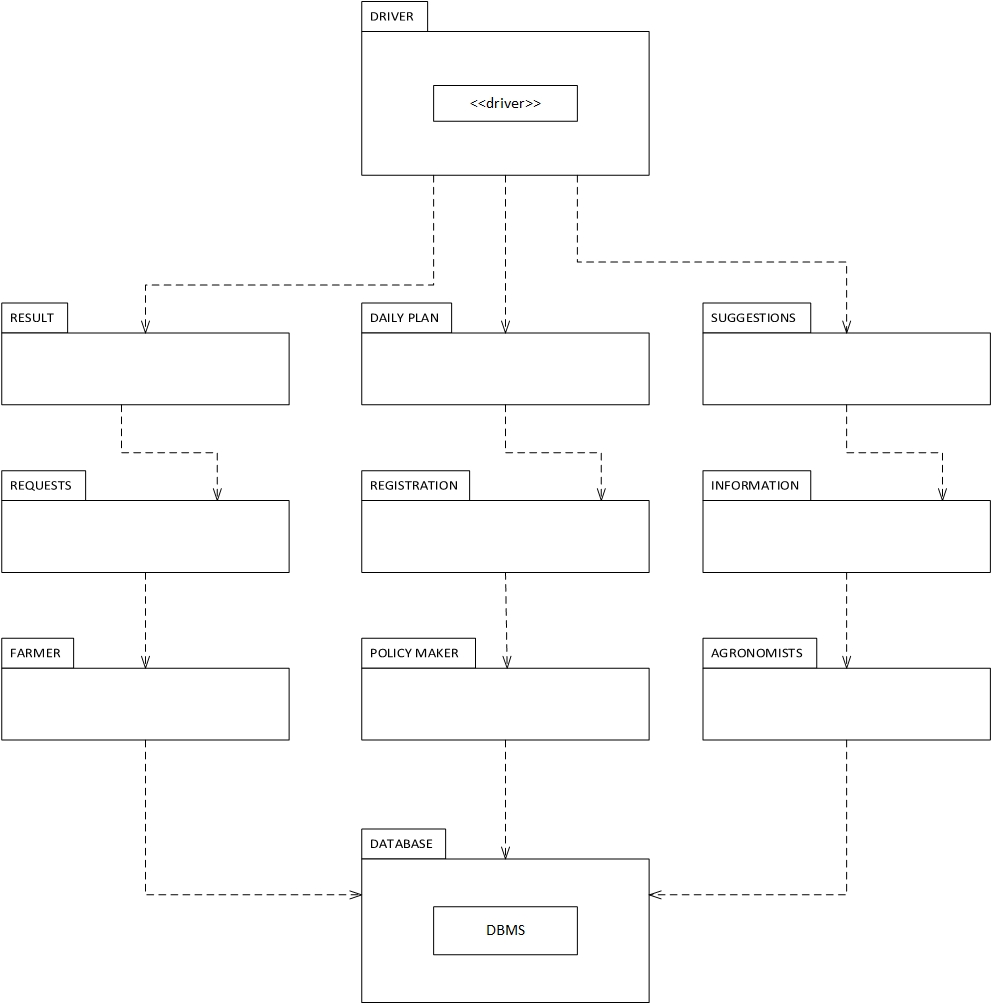 DRIVER
<<driver>>
RESULT
DAILY PLAN
SUGGESTIONS
REQUESTS
REGISTRATION
INFORMATION
FARMER
POLICY MAKER
AGRONOMISTS
DATABASE
DBMS